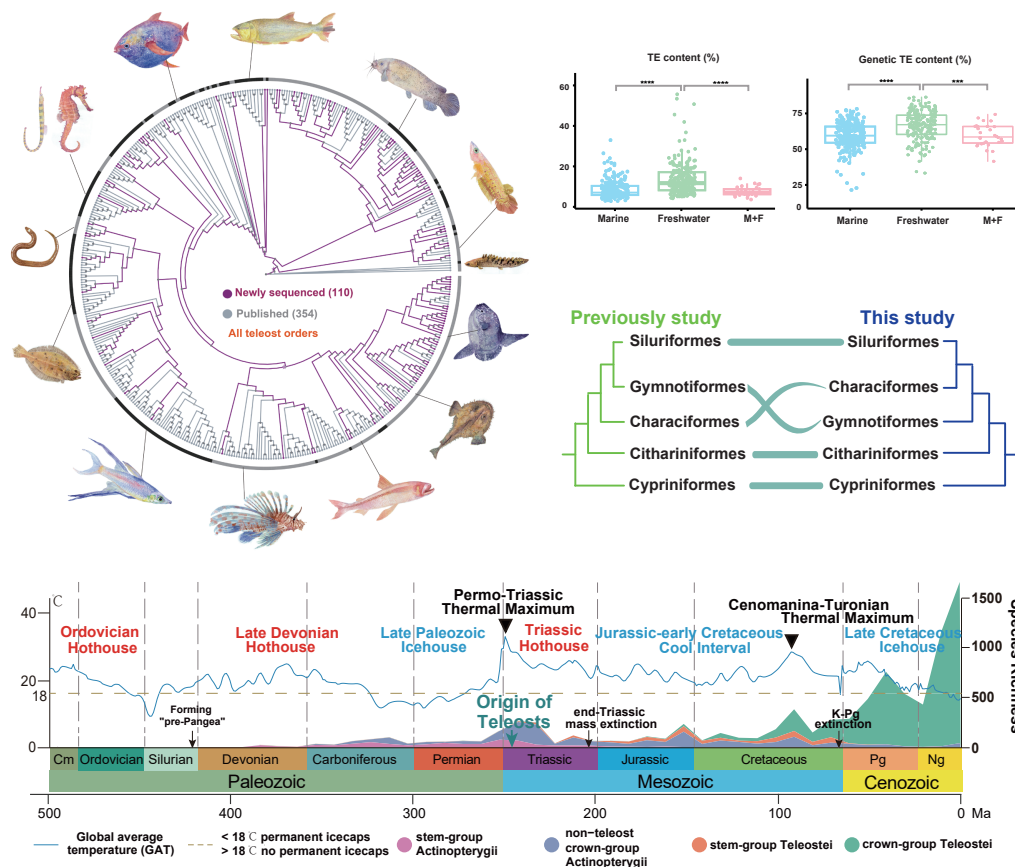 Newly sequenced (110)
Published (354)
All teleost orders
TE content (%)
****
****
60
40
20
0
Marine
Freshwater
M+F
Genetic TE content (%)
****
***
75
50
25
0
Marine
Freshwater
M+F
Previously study
This study
Siluriformes
Siluriformes
Gymnotiformes
Characiformes
Characiformes
Gymnotiformes
Cithariniformes
Cithariniformes
Cypriniformes
Cypriniformes
℃
40
20
18
0
Ordovician
Hothouse
Late Devonian
Hothouse
Late Paleozoic
Icehouse
Permo-Triassic
Thermal Maximum
Triassic
Hothouse
Jurassic-early Cretaceous
Cool Interval
Cenomanina-Turonian
Thermal Maximum
Late Cretaceous
Icehouse
Forming
"pre-Pangea"
Origin of
Teleosts
end-Triassic
mass extinction
K-Pg
extinction
1500
1000
500
0
species richness
Cm
Ordovician
Silurian
Devonian
Carboniferous
Permian
Triassic
Jurassic
Cretaceous
Pg
Ng
Paleozoic
Mesozoic
Cenozoic
500
400
300
200
100
0
Ma
Global average
temperature (GAT)
< 18℃ permanent icecaps
> 18℃ no permanent icecaps
stem-group
Actinopterygii
non-teleost
crown-group
Actinopterygii
stem-group Teleostei
crown-group Teleostei